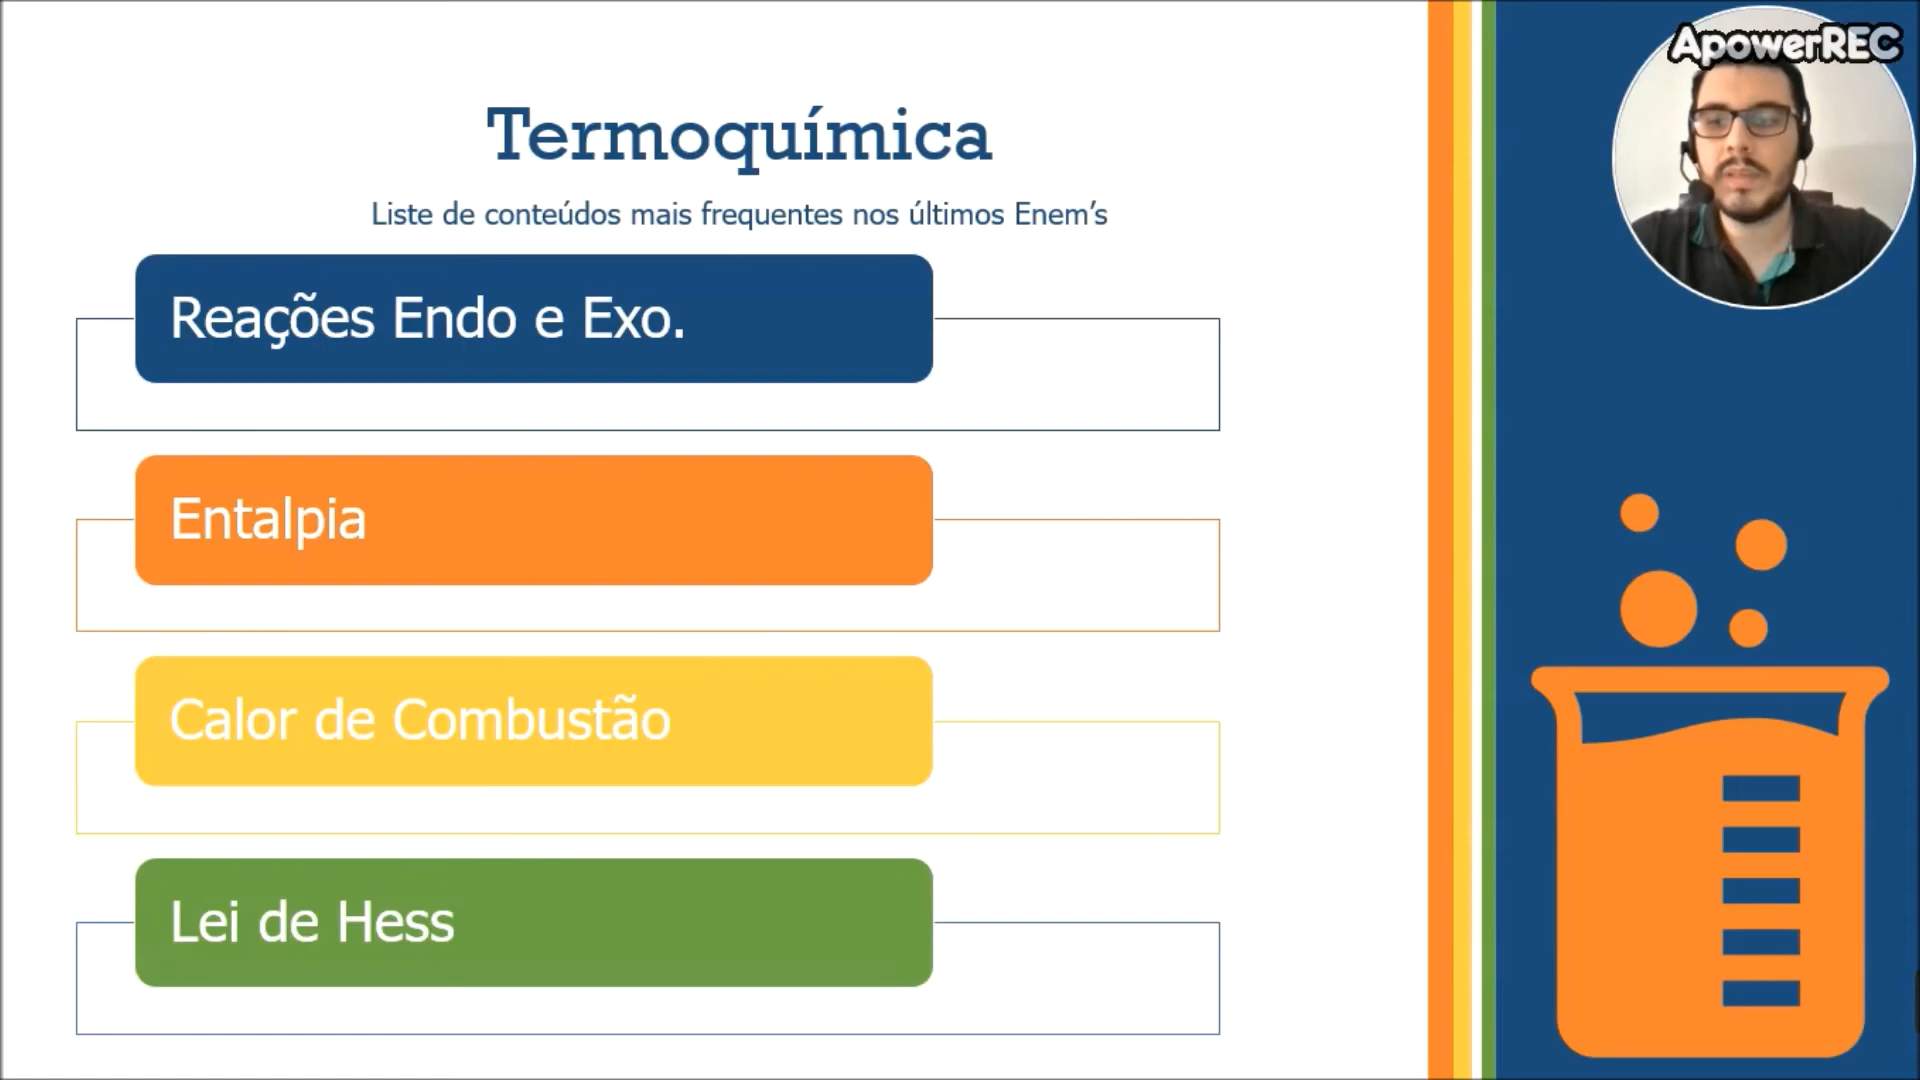 ApowerREC
Termoquímica
Liste de conteúdos mais frequentes nos últimos Enem’s
Reações Endo e Exo.
Entalpia
Calor de Combustão
Lei de Hess